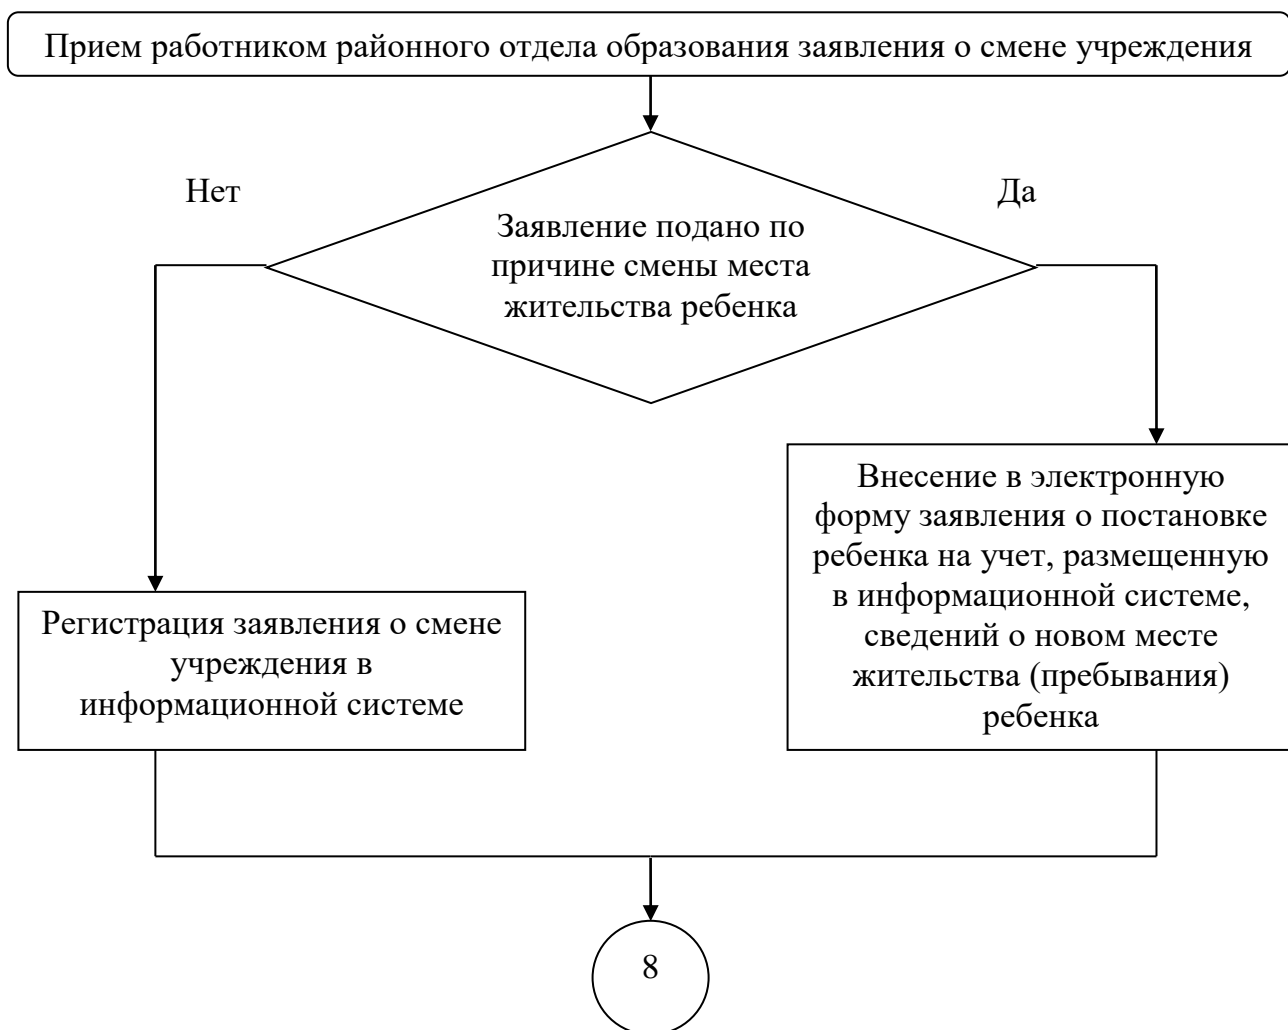 Прием работником районного отдела образования заявления о смене учреждения
Нет
Да
Заявление подано по
причине смены места
жительства ребенка
Внесение в электронную
форму заявления о постановке
ребенка на учет, размещенную
в информационной системе,
сведений о новом месте
жительства (пребывания)
ребенка
Регистрация заявления о смене
учреждения в
информационной системе
8